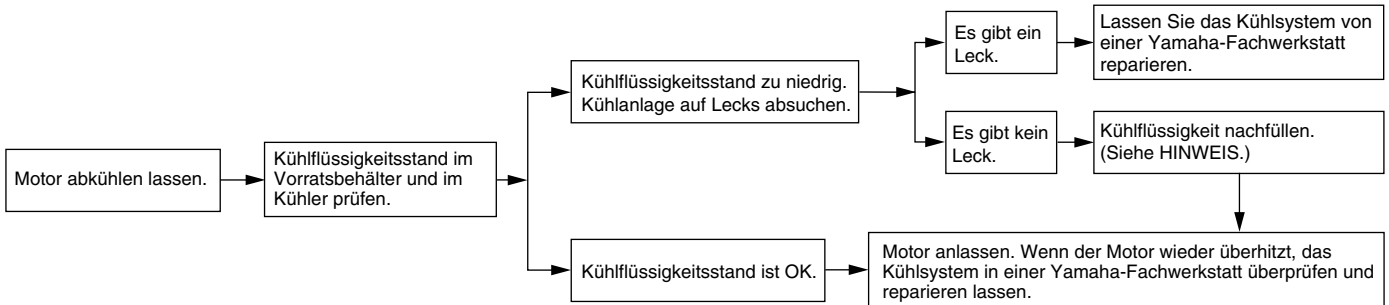 Motor abkühlen lassen.
Kühlflüssigkeitsstand im
Vorratsbehälter und im
Kühler prüfen.
Kühlflüssigkeitsstand zu niedrig.
Kühlanlage auf Lecks absuchen.
Es gibt ein
Leck.
Lassen Sie das Kühlsystem von
einer Yamaha-Fachwerkstatt
reparieren.
Es gibt kein
Leck.
Kühlflüssigkeit nachfüllen.
(Siehe HINWEIS.)
Kühlflüssigkeitsstand ist OK.
Motor anlassen. Wenn der Motor wieder überhitzt, das
Kühlsystem in einer Yamaha-Fachwerkstatt überprüfen und
reparieren lassen.